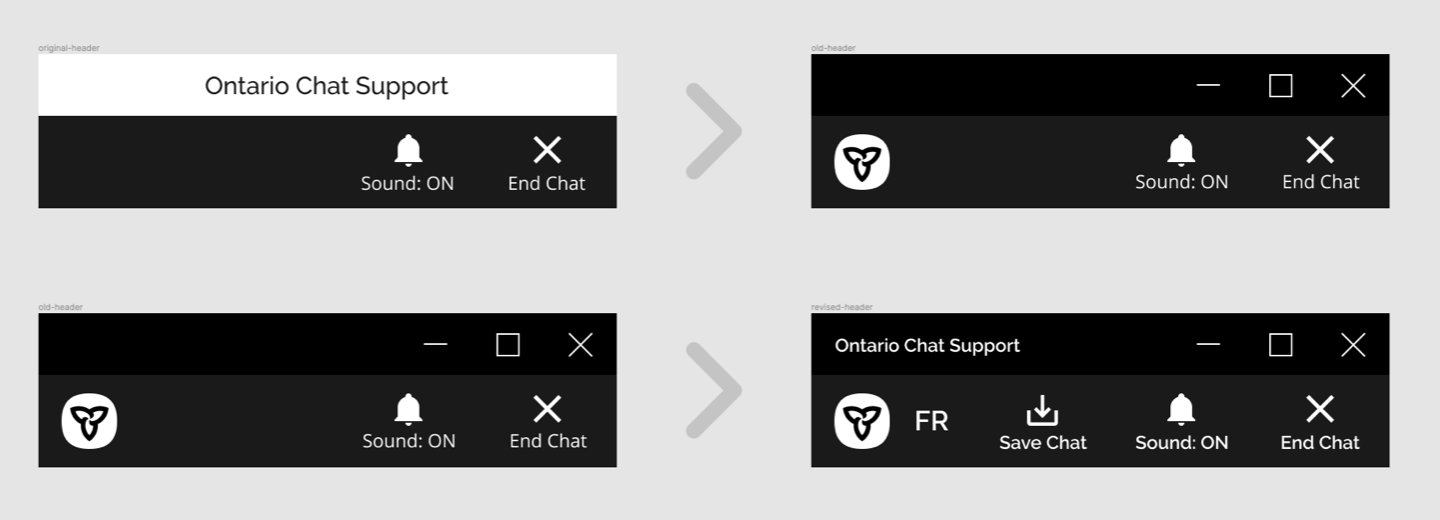 original-header
Ontario Chat Support
Sound: ON
End Chat
old-header
Sound: ON
End Chat
old-header
Sound: ON
End Chat
revised-header
Ontario Chat Support
FR
Save Chat
Sound: ON
End Chat